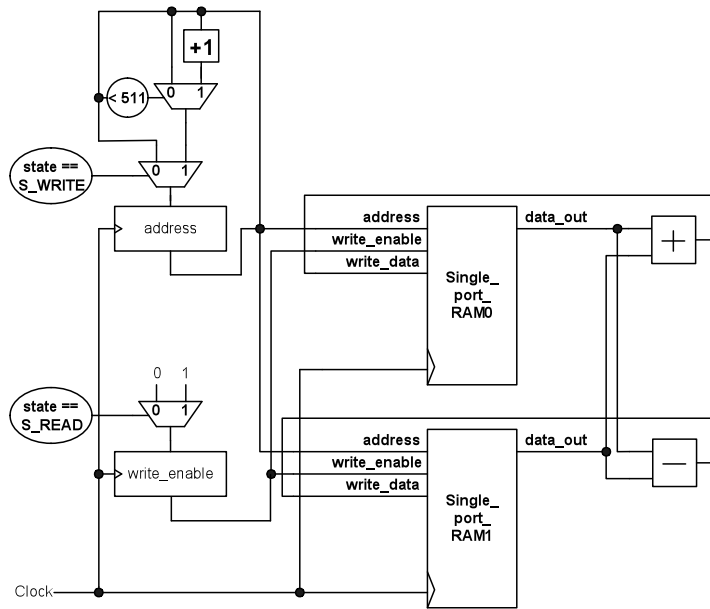 +1
0 1
< 511
0 1
state ==
S_WRITE
address
address
write_enable
write_data
data_out
Single_
port_
RAM0
+
0 1
0 1
state ==
S_READ
write_enable
address
write_enable
write_data
data_out
Single_
port_
RAM1
−
Clock